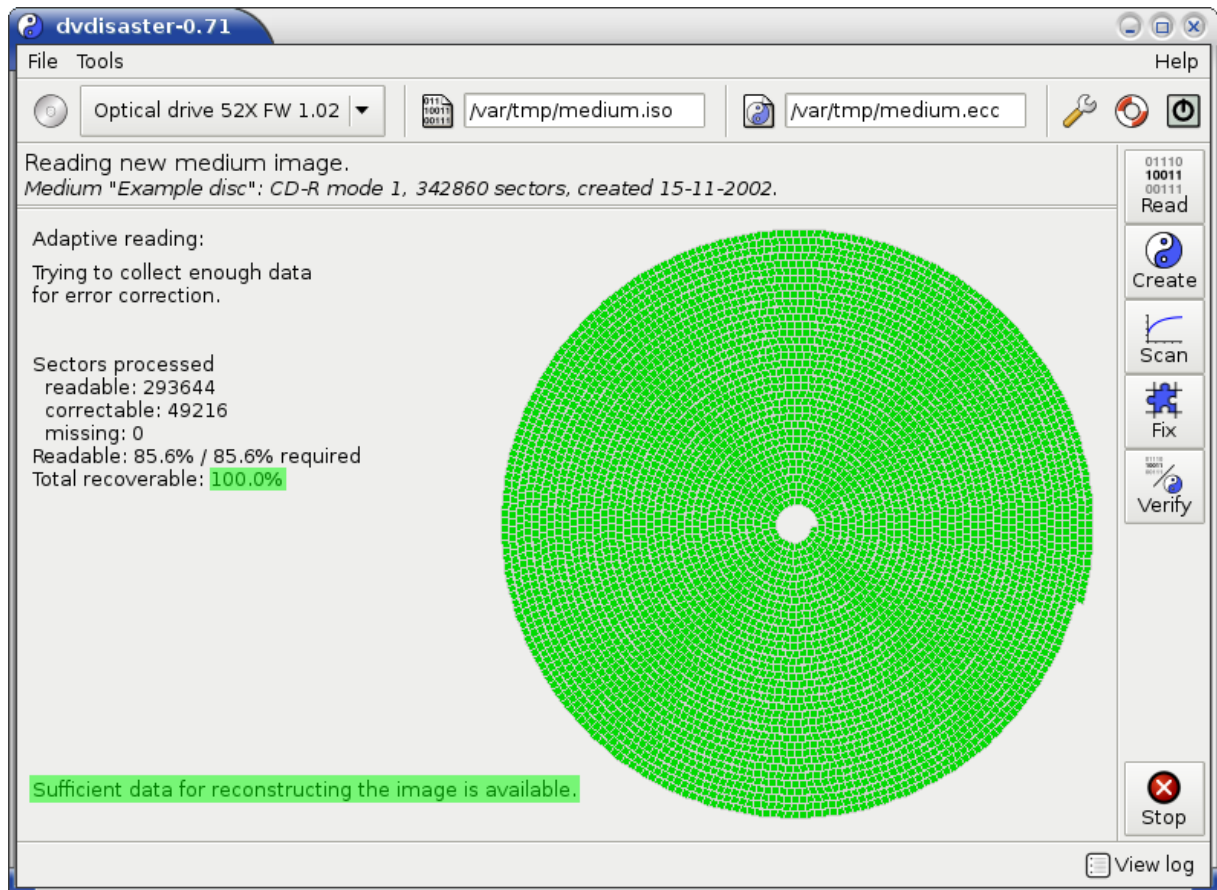 dvdisaster-0.71
File Tools Help
Optical drive 52X FW 1.02 /var/tmp/medium.iso /var/tmp/medium.ecc
Reading new medium image.
Medium "Example disc": CD-R mode 1, 342860 sectors, created 15-11-2002.
Adaptive reading:
Trying to collect enough data
for error correction.
Sectors processed
readable: 293644
correctable: 49216
missing: 0
Readable: 85.6% / 85.6% required
Total recoverable: 100.0%
Sufficient data for reconstructing the image is available.
01110
10011
00111
Read
Create
Scan
Fix
Verify
Stop
View log